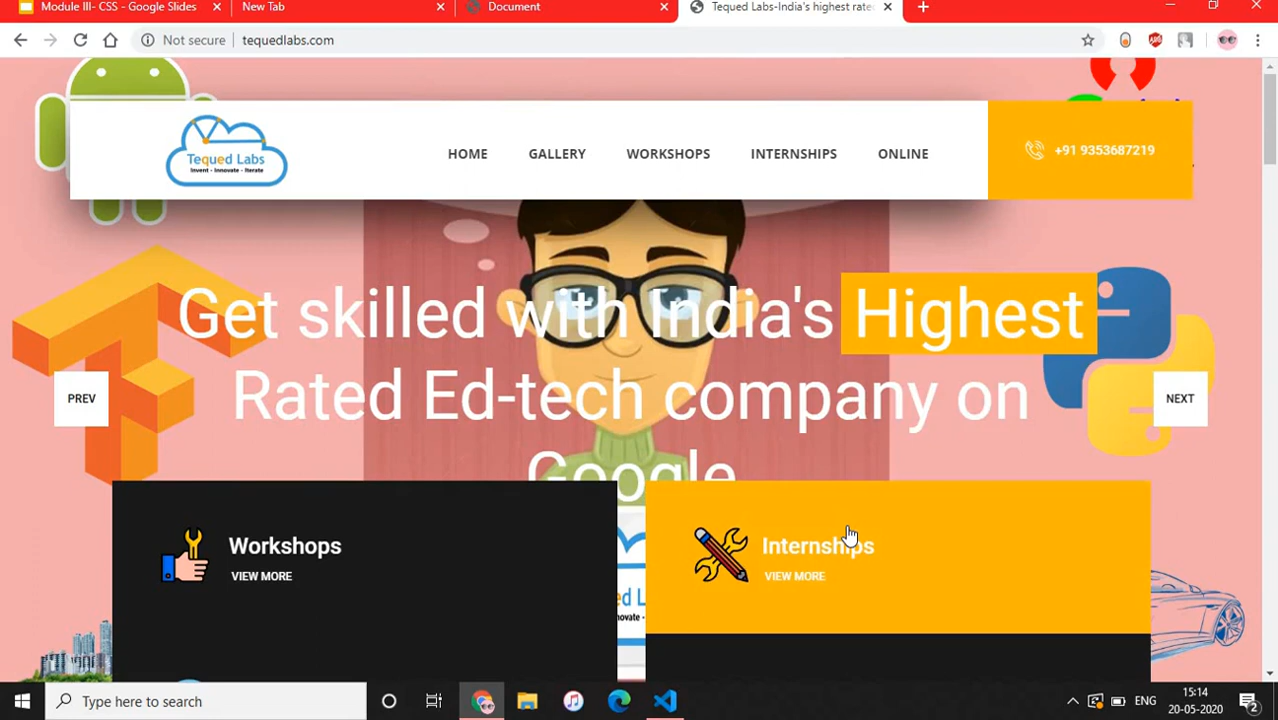 Module III- CSS - Google Slides
New Tab
Document
Tequed Labs-India's highest rate
Not secure
tequedlabs.com
Tequed Labs
Invent - Innovate - Iterate
HOME
GALLERY
WORKSHOPS
INTERNSHIPS
ONLINE
+91 9353687219
Get skilled with India's Highest
Rated Ed-tech company on
Google
PREV
NEXT
Workshops
VIEW MORE
Internships
VIEW MORE
Type here to search
ENG
15:14
20-05-2020
2